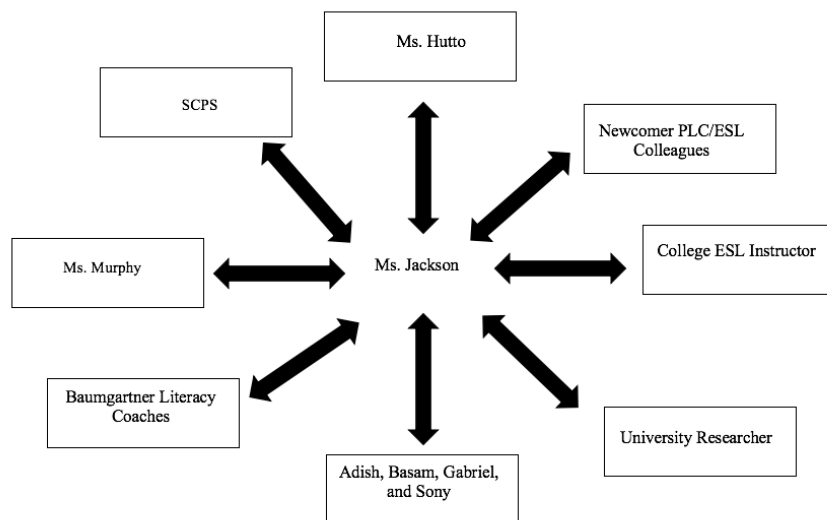 Ms. Hutto
SCPS
Newcomer PLC/ESL
Colleagues
Ms. Murphy
Ms. Jackson
College ESL Instructor
Baumgartner Literacy
Coaches
University Researcher
Adish, Basam, Gabriel,
and Sony